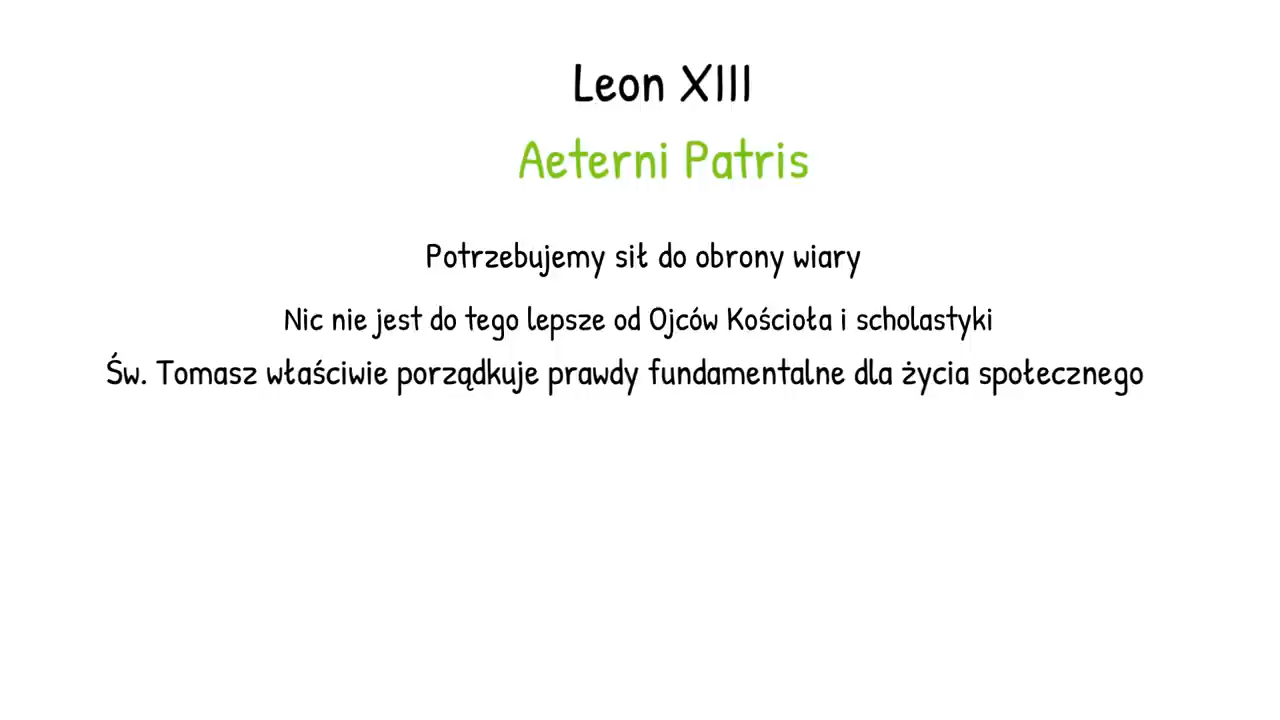 Leon XIII
Aeterni Patris
Potrzebujemy sił do obrony wiary
Nic nie jest do tego lepsze od Ojców Kościoła i scholastyki
Św. Tomasz właściwie porządkuje prawdy fundamentalne dla życia społecznego